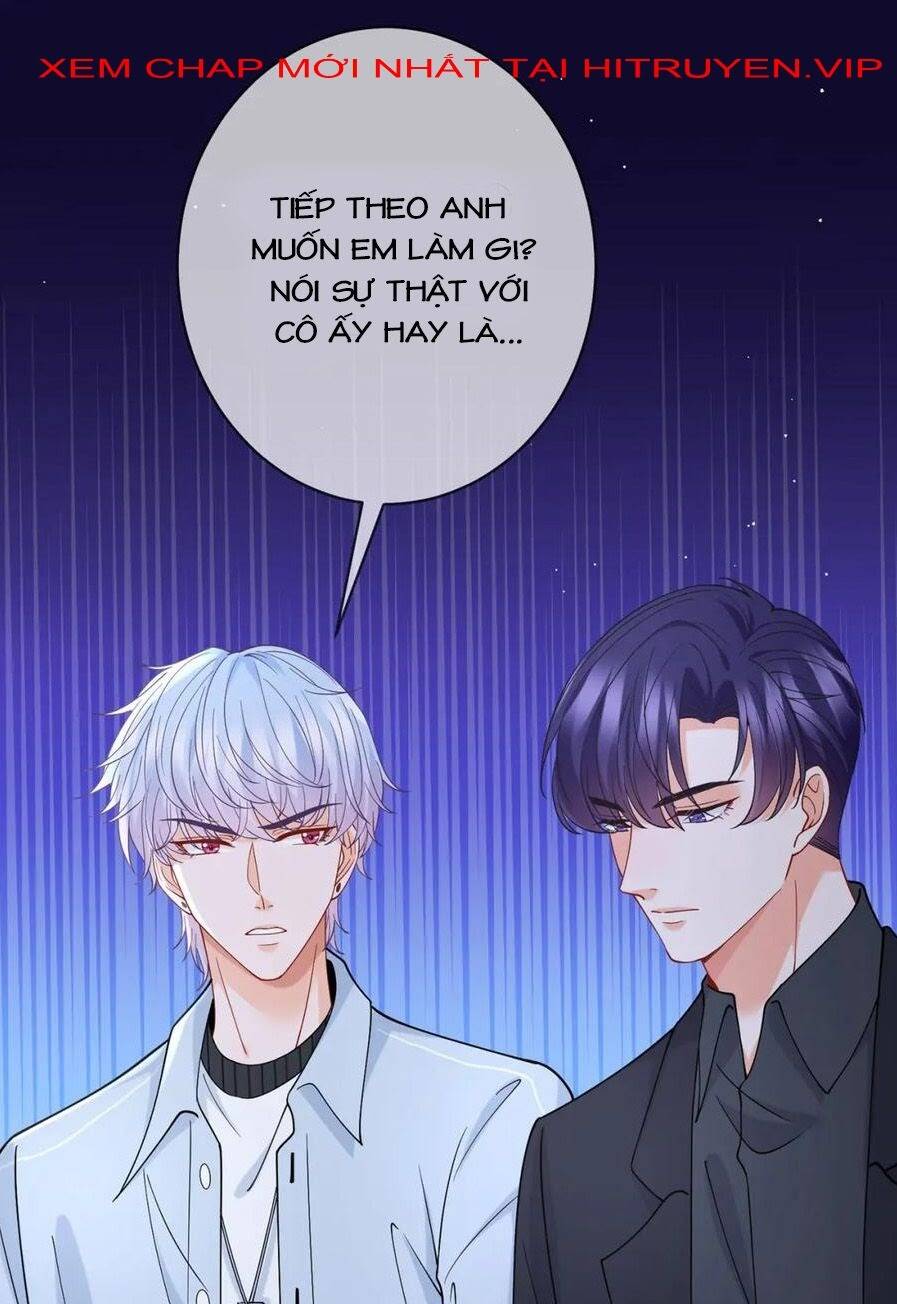 XEM CHAP MỚI NHẤT TẠI HITRUYEN.VIP
TIẾP THEO ANH
MUỐN EM LÀM GI?
NÓI SỰ THẬT VỚI
CÔ ẤY HAY LÀ...